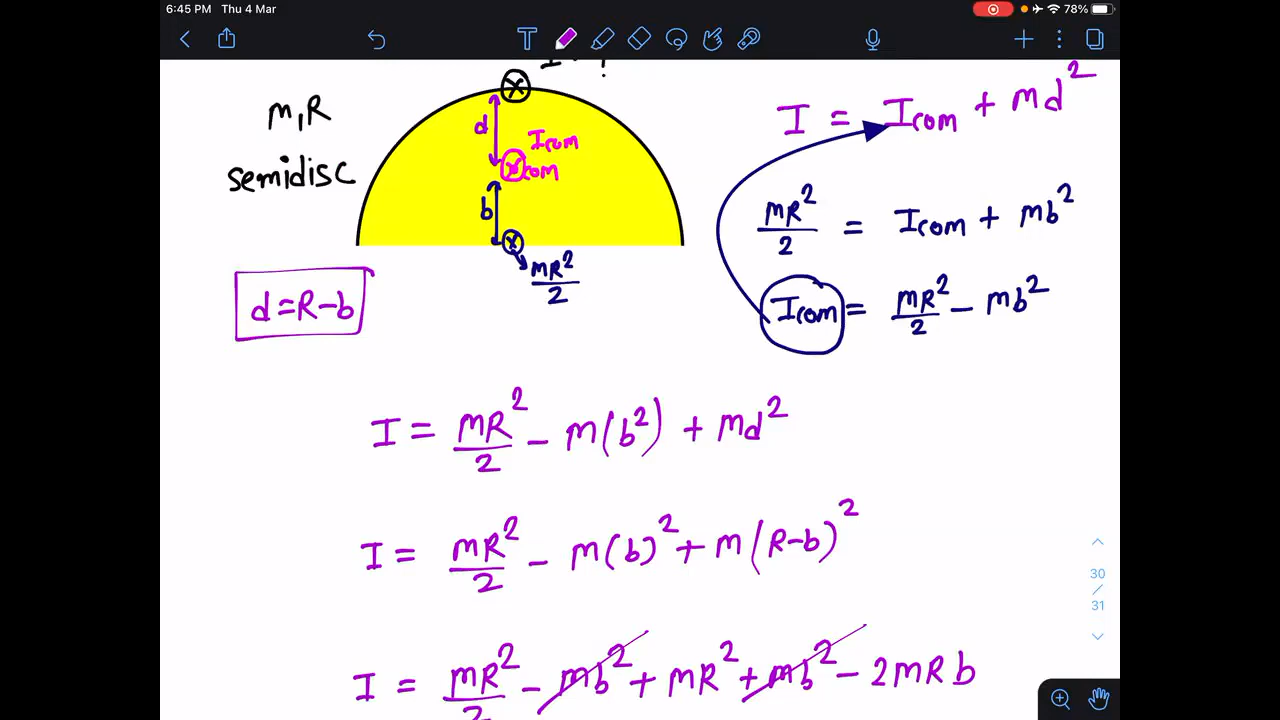 6:45 PM Thu 4 Mar
78%
I = ?
m,R
semidisc
d
Icom
com
b
mR²/2
d = R-b
I = Icom + md²
mR²/2 = Icom + mb²
Icom = mR²/2 - mb²
I = mR²/2 - m(b²) + md²
I = mR²/2 - m(b)² + m(R-b)²
I = mR²/2 - mb² + mR² + mb² - 2mRb
30
/
31